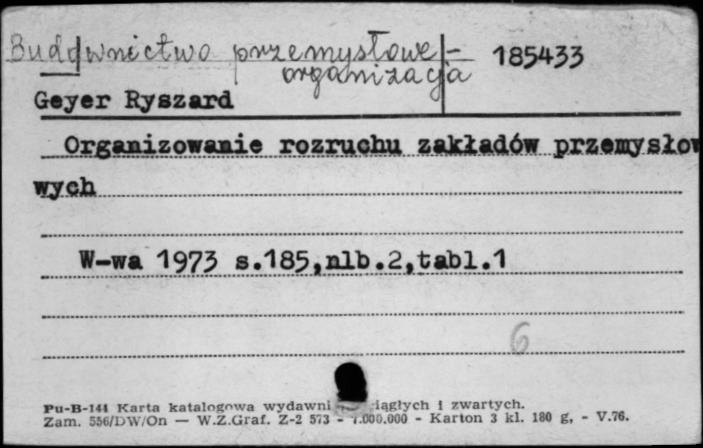 Budownictwo przemysłowe -
organizacja
185433
Geyer Ryszard
Organizowanie rozruchu zakładów przemysłow
wych
W-wa 1973 s.185,nlb.2,tabl.1
6
Pu-B-144 Karta katalogowa wydawni iągłych i zwartych.
Zam. 556/DW/On — W.Z.Graf. Z-2 573 - 1.000.000 - Karton 3 kl. 180 g, - V.76.